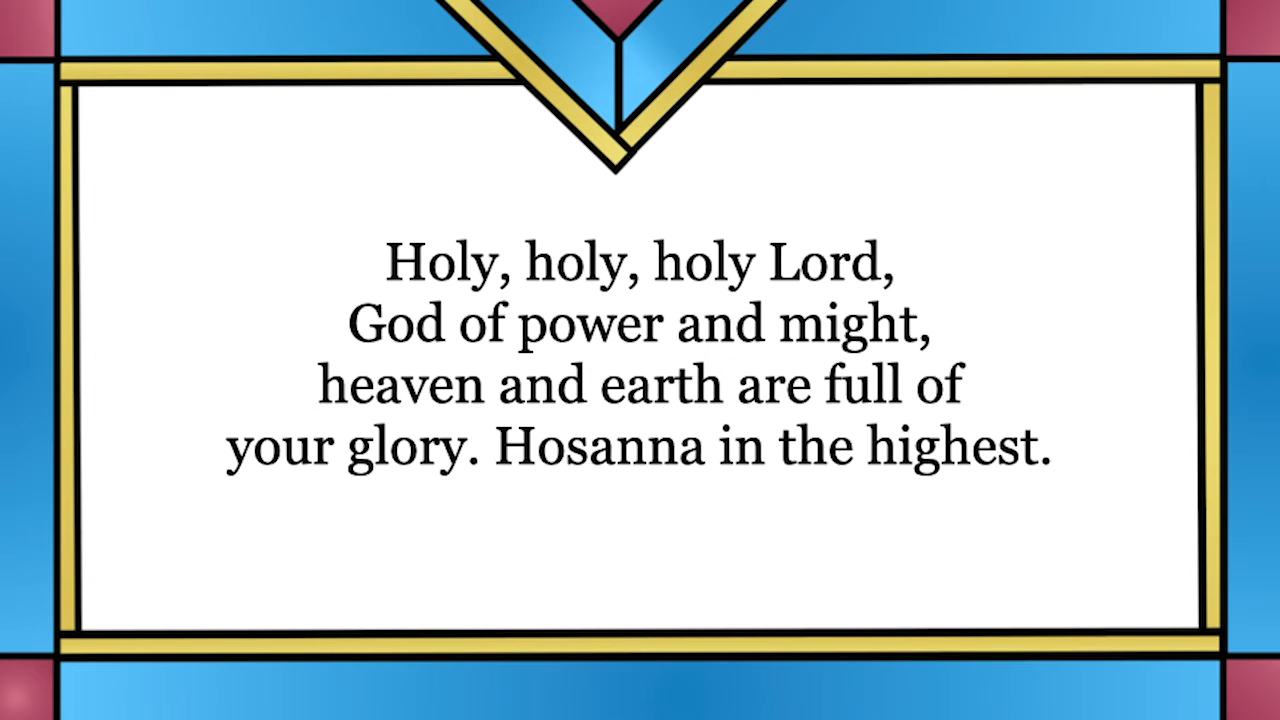 Holy, holy, holy Lord,
God of power and might,
heaven and earth are full of
your glory. Hosanna in the highest.